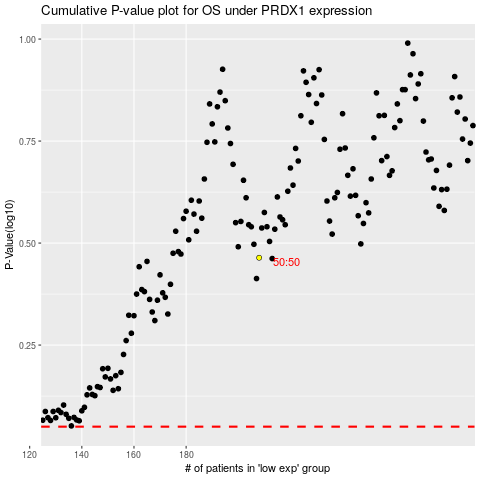 Cumulative P-value plot for OS under PRDX1 expression
1.00
0.75
0.50
0.25
P-Value(log10)
50:50
120 140 160 180
# of patients in 'low exp' group